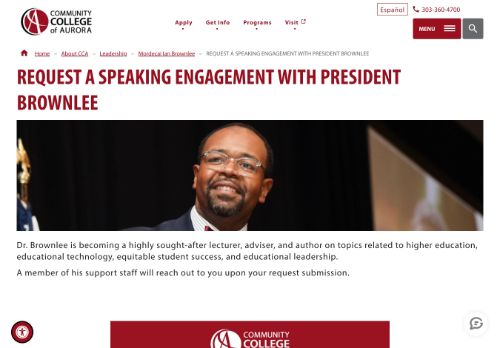 COMMUNITY
COLLEGE
of AURORA
Español
303-360-4700
Apply
Get Info
Programs
Visit
MENU
Home – About CCA – Leadership – Mordecai Ian Brownlee – REQUEST A SPEAKING ENGAGEMENT WITH PRESIDENT BROWNLEE
REQUEST A SPEAKING ENGAGEMENT WITH PRESIDENT
BROWNLEE
Dr. Brownlee is becoming a highly sought-after lecturer, adviser, and author on topics related to higher education,
educational technology, equitable student success, and educational leadership.
A member of his support staff will reach out to you upon your request submission.
COMMUNITY
COLLEGE